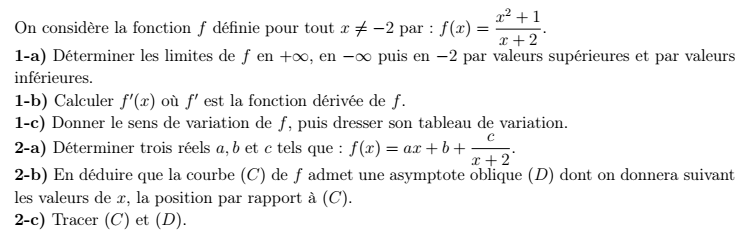 On considère la fonction f définie pour tout x ≠ −2 par : f(x) = (x² + 1)/(x + 2).
1-a) Déterminer les limites de f en +∞, en −∞ puis en −2 par valeurs supérieures et par valeurs
inférieures.
1-b) Calculer f′(x) où f′ est la fonction dérivée de f.
1-c) Donner le sens de variation de f, puis dresser son tableau de variation.
2-a) Déterminer trois réels a, b et c tels que : f(x) = ax + b + c/(x + 2).
2-b) En déduire que la courbe (C) de f admet une asymptote oblique (D) dont on donnera suivant
les valeurs de x, la position par rapport à (C).
2-c) Tracer (C) et (D).